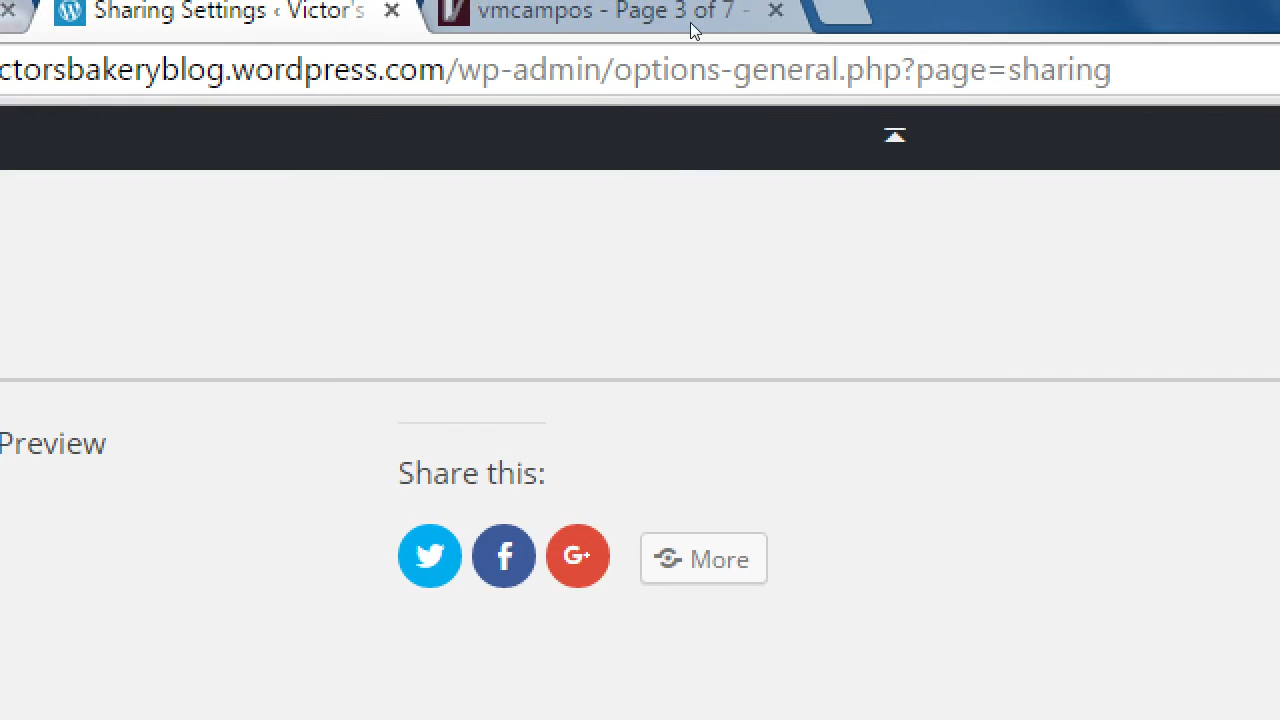 Sharing Settings ‹ Victor's
vmcampos - Page 3 of 7 -
ctorsbakeryblog.wordpress.com/wp-admin/options-general.php?page=sharing
Preview
Share this:
More